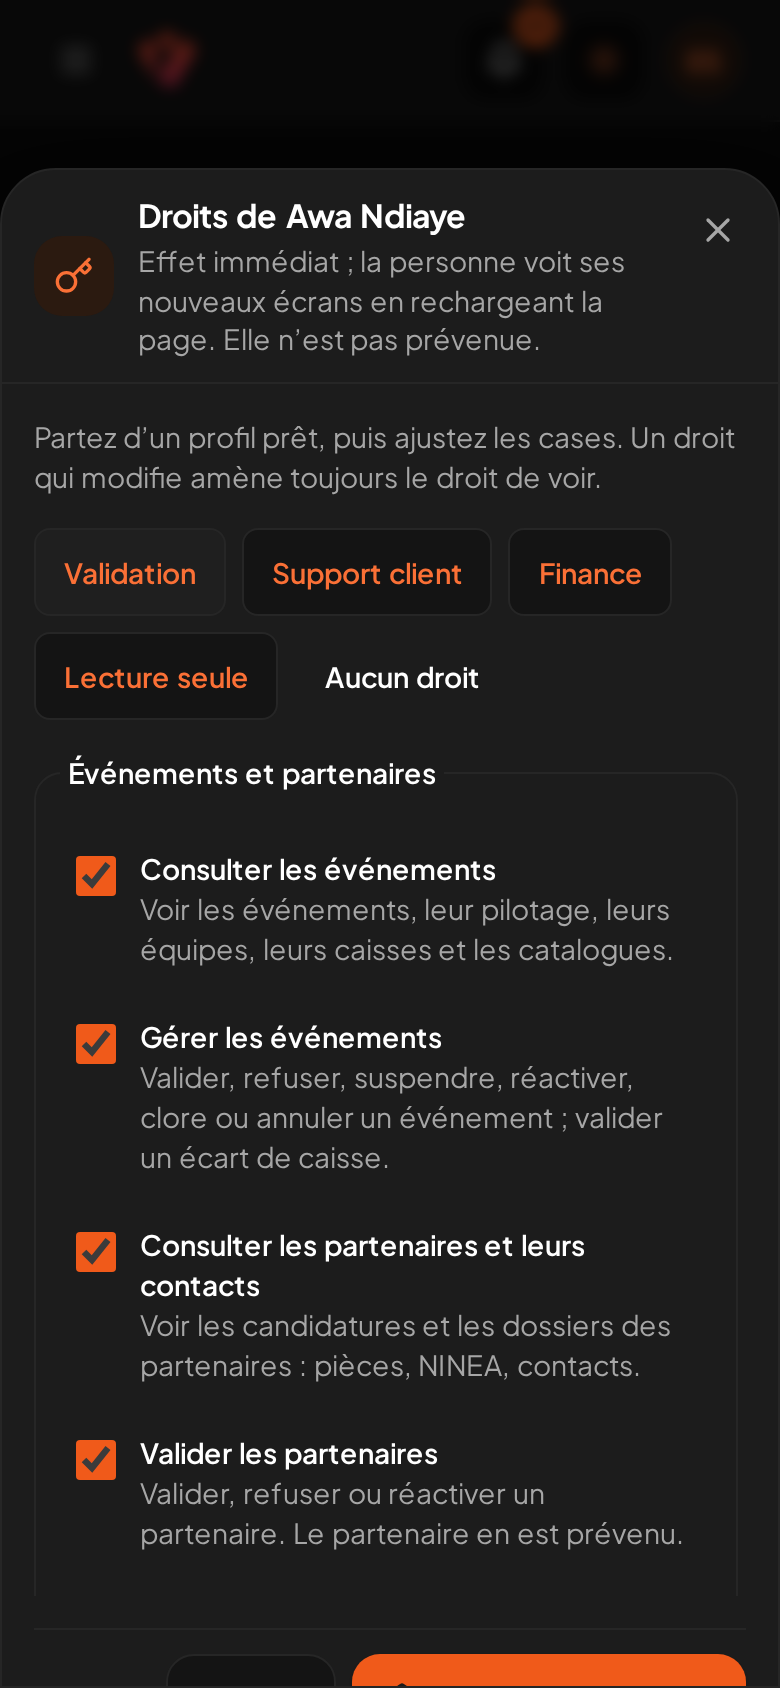 Droits de Awa Ndiaye
Effet immédiat ; la personne voit ses
nouveaux écrans en rechargeant la
page. Elle n’est pas prévenue.
Partez d’un profil prêt, puis ajustez les cases. Un droit
qui modifie amène toujours le droit de voir.
Validation
Support client
Finance
Lecture seule
Aucun droit
Événements et partenaires
Consulter les événements
Voir les événements, leur pilotage, leurs
équipes, leurs caisses et les catalogues.
Gérer les événements
Valider, refuser, suspendre, réactiver,
clore ou annuler un événement ; valider
un écart de caisse.
Consulter les partenaires et leurs
contacts
Voir les candidatures et les dossiers des
partenaires : pièces, NINEA, contacts.
Valider les partenaires
Valider, refuser ou réactiver un
partenaire. Le partenaire en est prévenu.